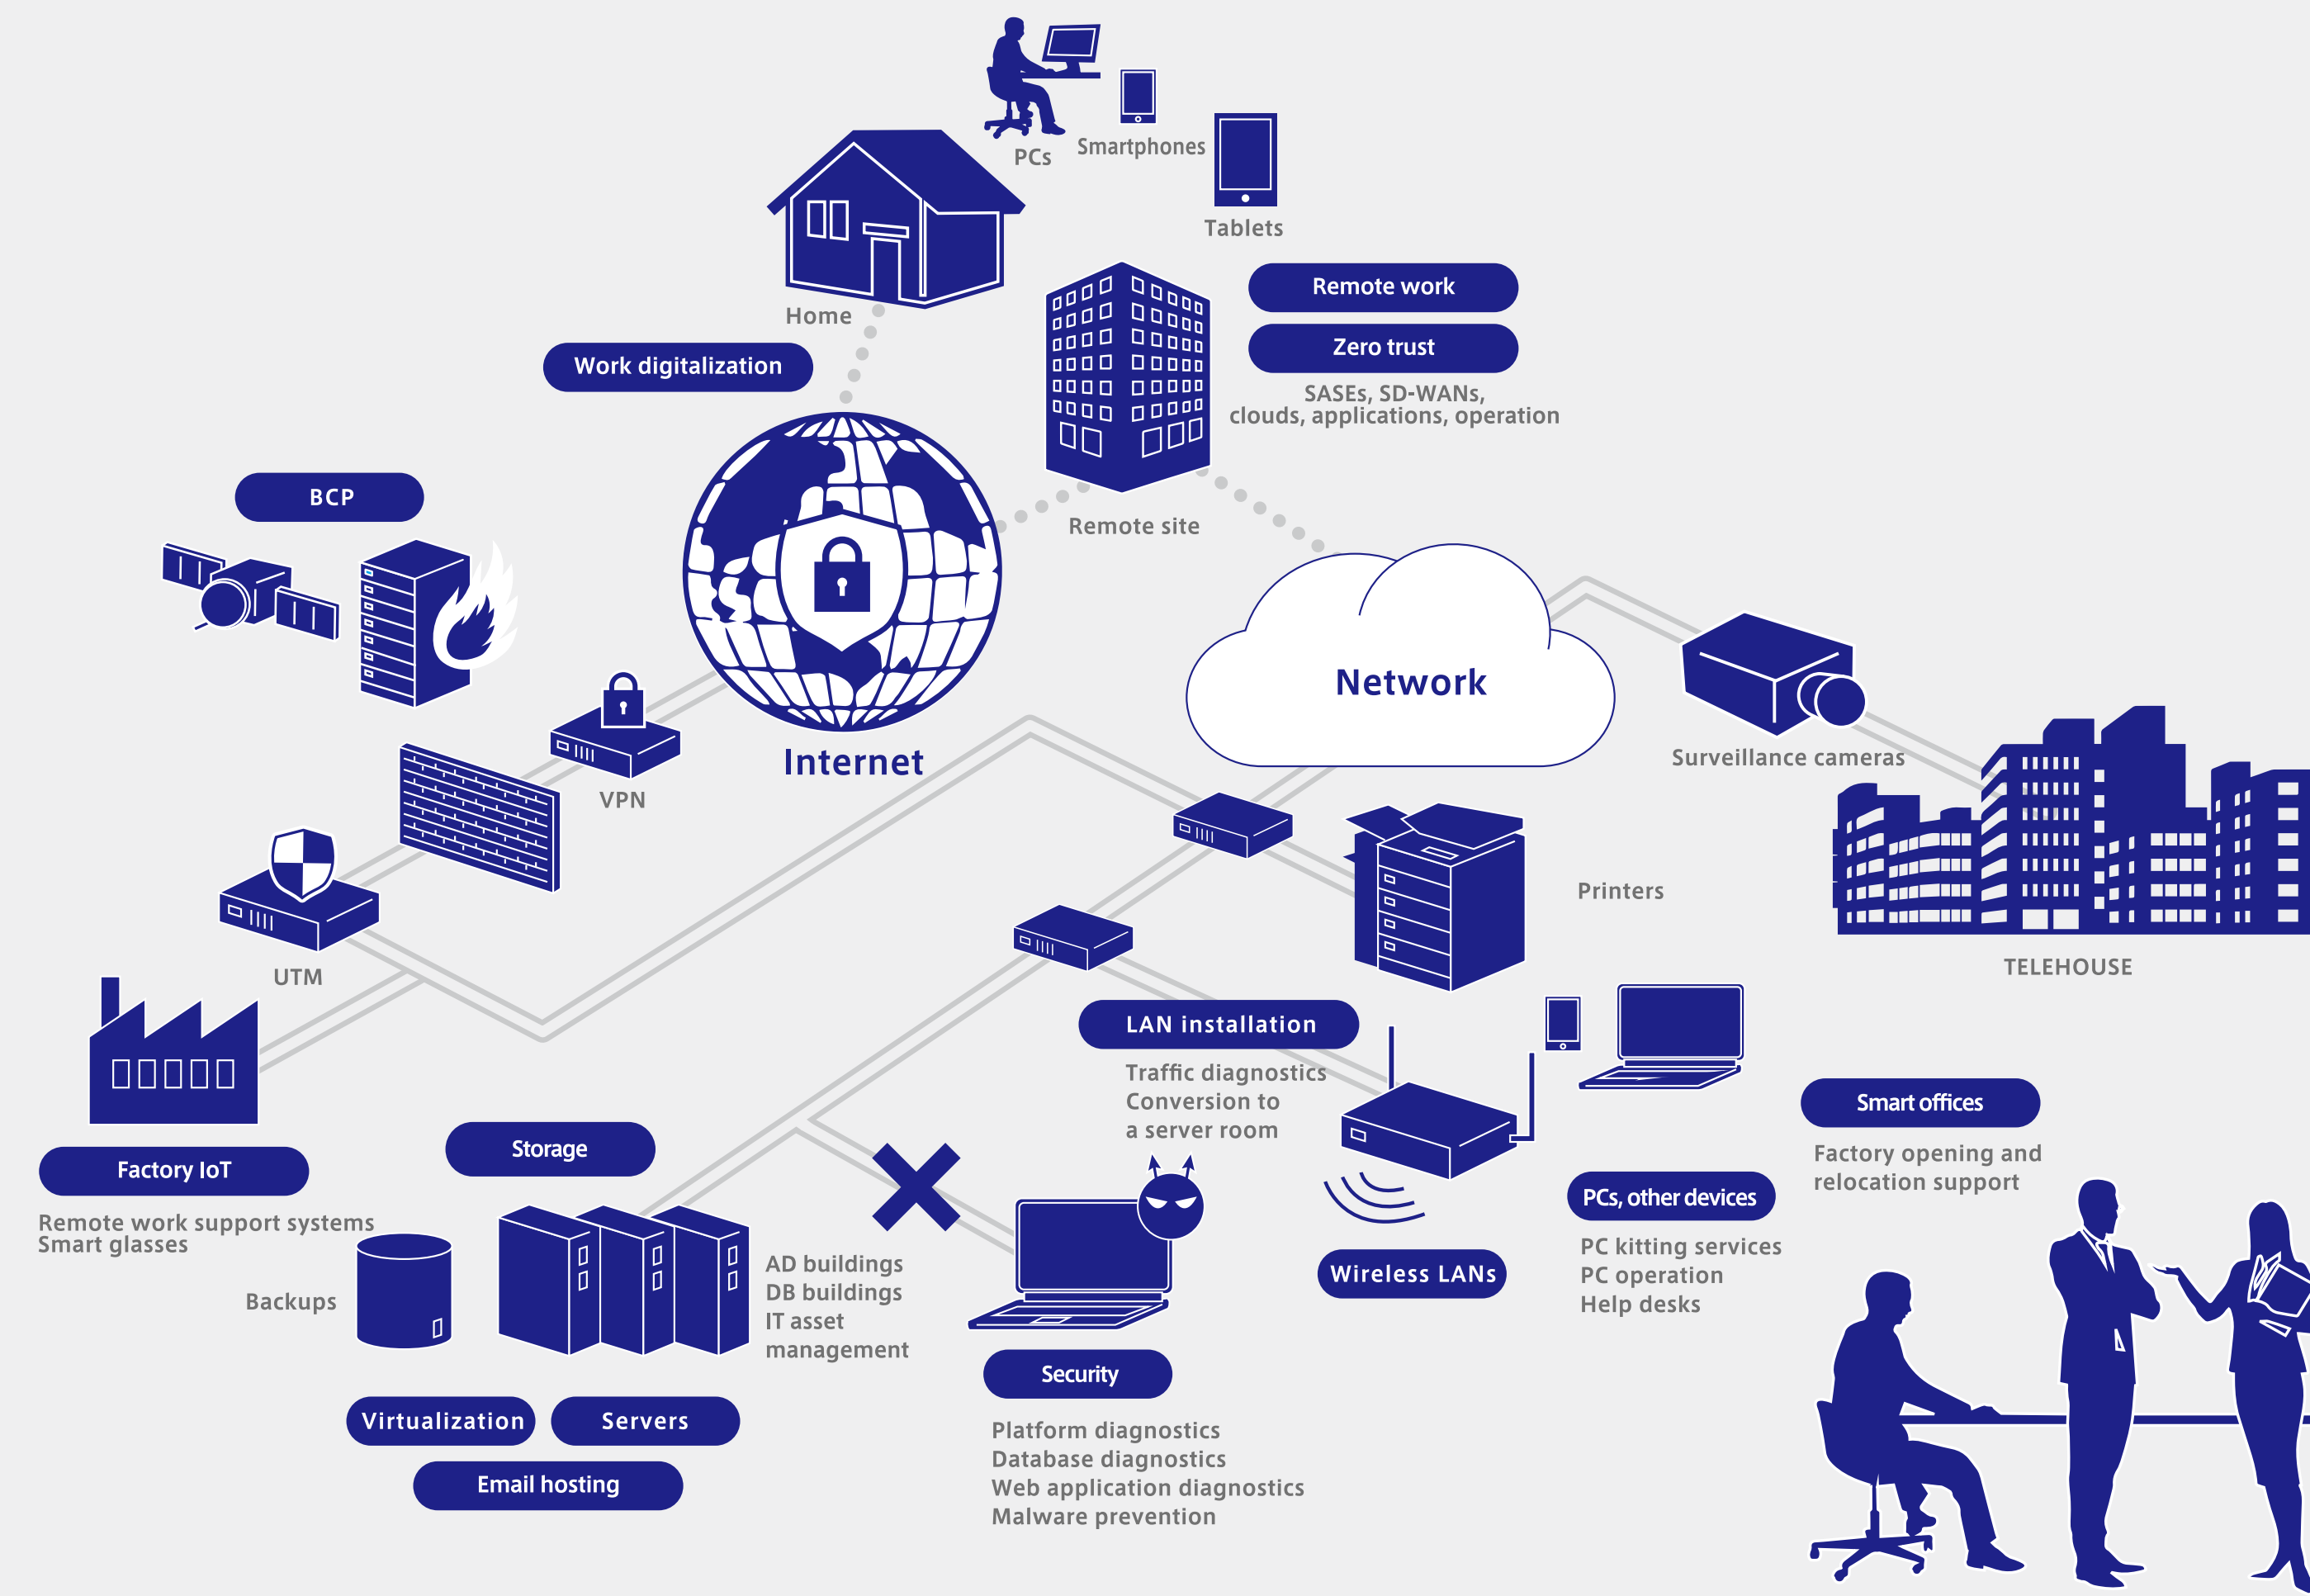 PCs
Smartphones
Tablets
Home
Remote work
Zero trust
SASEs, SD-WANs,
clouds, applications, operation
Work digitalization
Remote site
BCP
Network
Internet
Surveillance cameras
VPN
Printers
TELEHOUSE
UTM
LAN installation
Traffic diagnostics
Conversion to
a server room
Smart offices
Factory opening and
relocation support
Storage
Factory IoT
Remote work support systems
Smart glasses
PCs, other devices
PC kitting services
PC operation
Help desks
Wireless LANs
Backups
AD buildings
DB buildings
IT asset
management
Security
Platform diagnostics
Database diagnostics
Web application diagnostics
Malware prevention
Virtualization
Servers
Email hosting